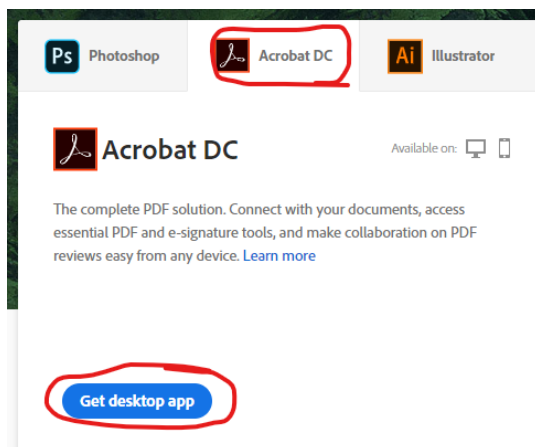 Ps Photoshop
Acrobat DC
Ai Illustrator
Acrobat DC
Available on:
The complete PDF solution. Connect with your documents, access
essential PDF and e-signature tools, and make collaboration on PDF
reviews easy from any device. Learn more
Get desktop app